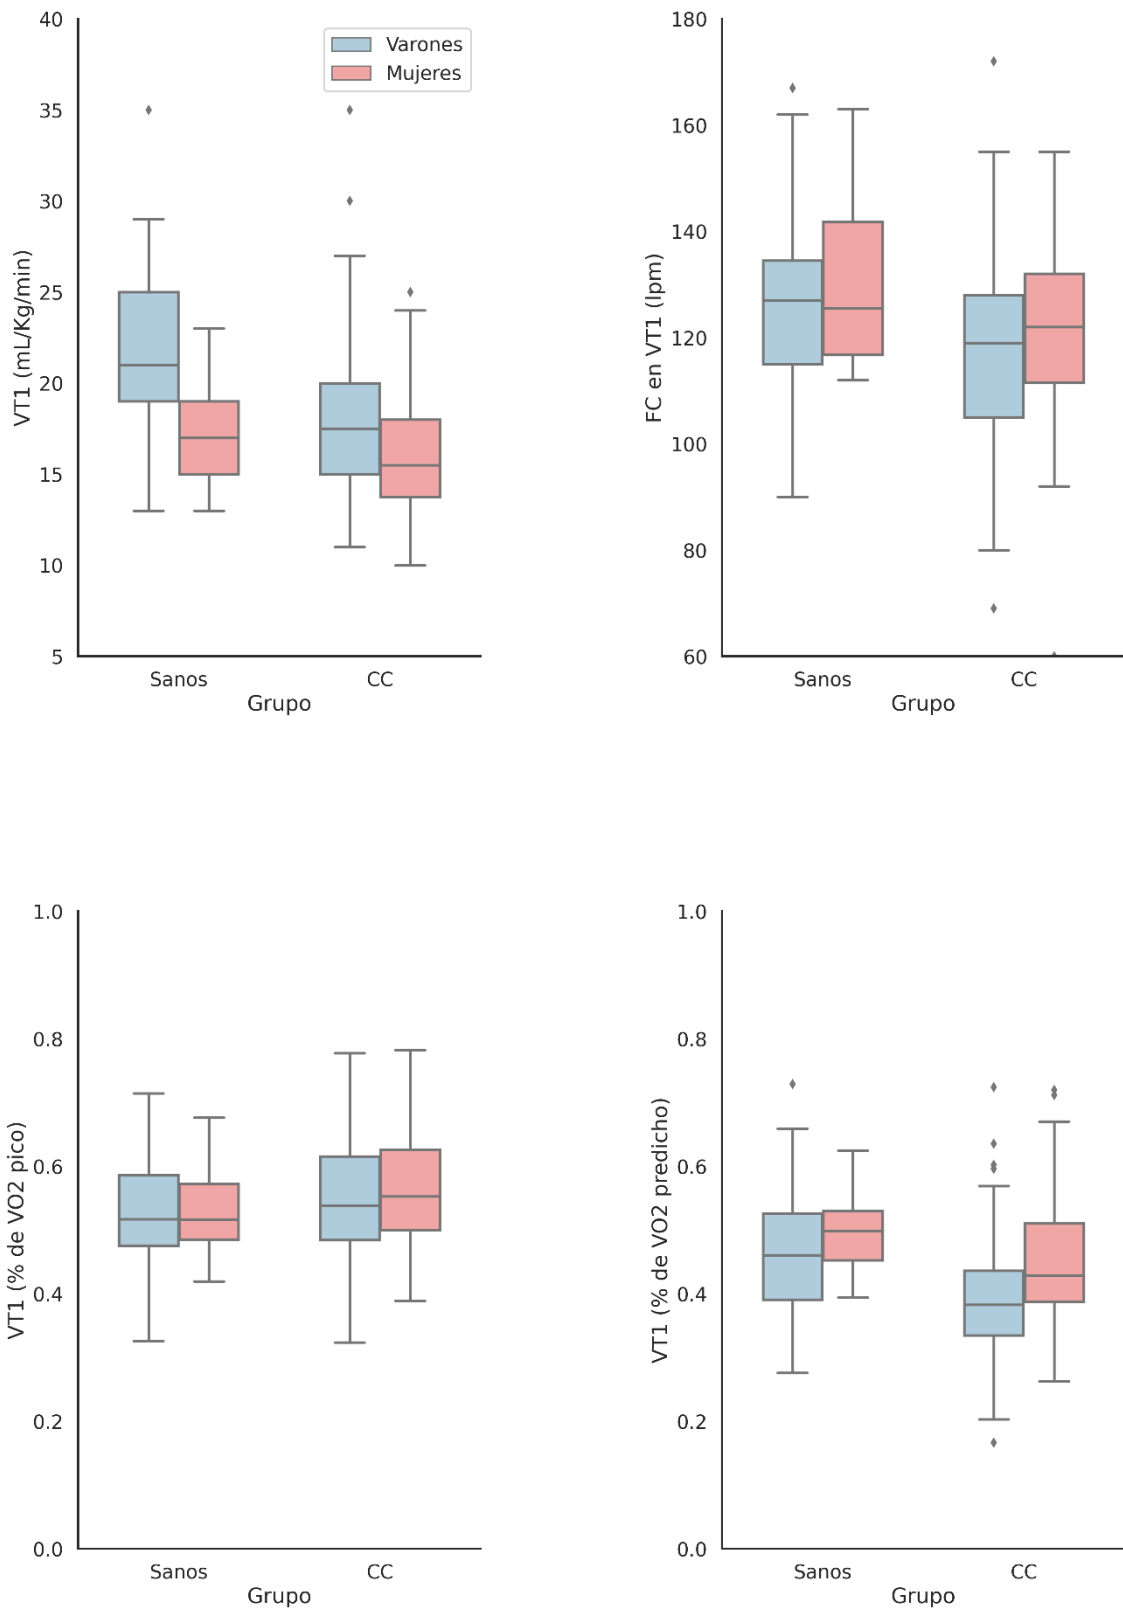 40
35
30
25
20
15
10
5
VT1 (mL/Kg/min)
Varones
Mujeres
Sanos
CC
Grupo
180
160
140
120
100
80
60
FC en VT1 (lpm)
Sanos
CC
Grupo
1.0
0.8
0.6
0.4
0.2
0.0
VT1 (% de VO2 pico)
Sanos
CC
Grupo
1.0
0.8
0.6
0.4
0.2
0.0
VT1 (% de VO2 predicho)
Sanos
CC
Grupo